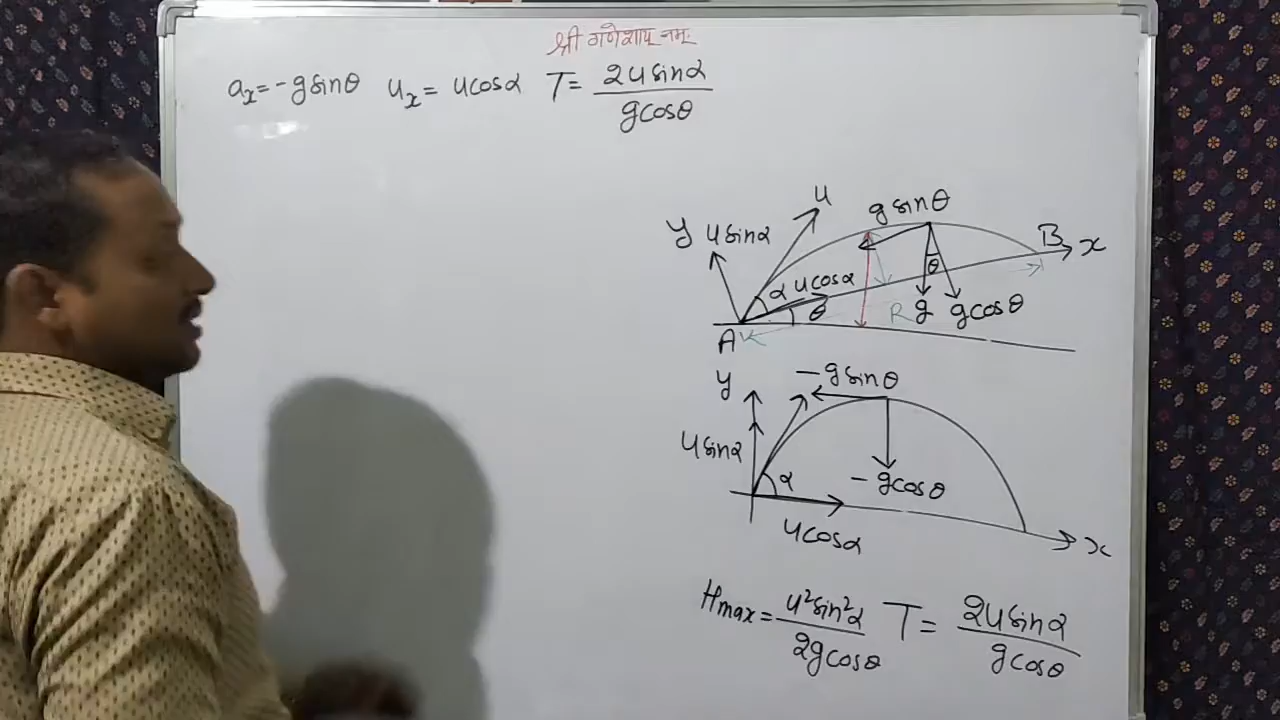 श्री गणेशाय नमः
aₓ = -g sinθ uₓ = u cosα T = 2u sinα / g cosθ
u g sinθ
y u sinα B x
α u cosα θ
θ R g g cosθ
A
y - g sinθ
u sinα α - g cosθ
u cosα x
Hmax = u² sin²α / 2g cosθ T = 2u sinα / g cosθ